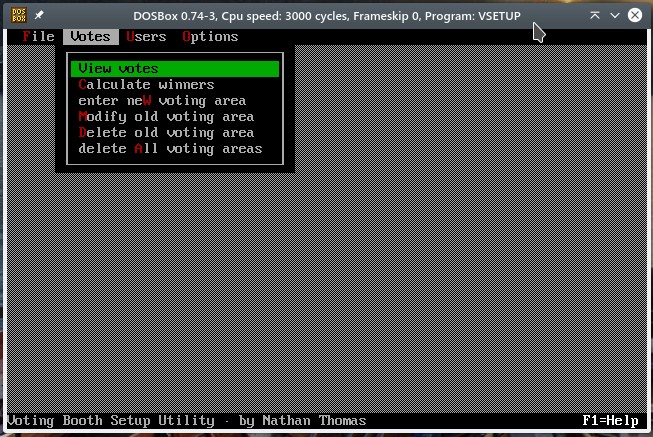 DOS
BOX
DOSBox 0.74-3, Cpu speed: 3000 cycles, Frameskip 0, Program: VSETUP
File Votes Users Options
View votes
Calculate winners
enter neW voting area
Modify old voting area
Delete old voting area
delete All voting areas
Voting Booth Setup Utility · by Nathan Thomas F1=Help